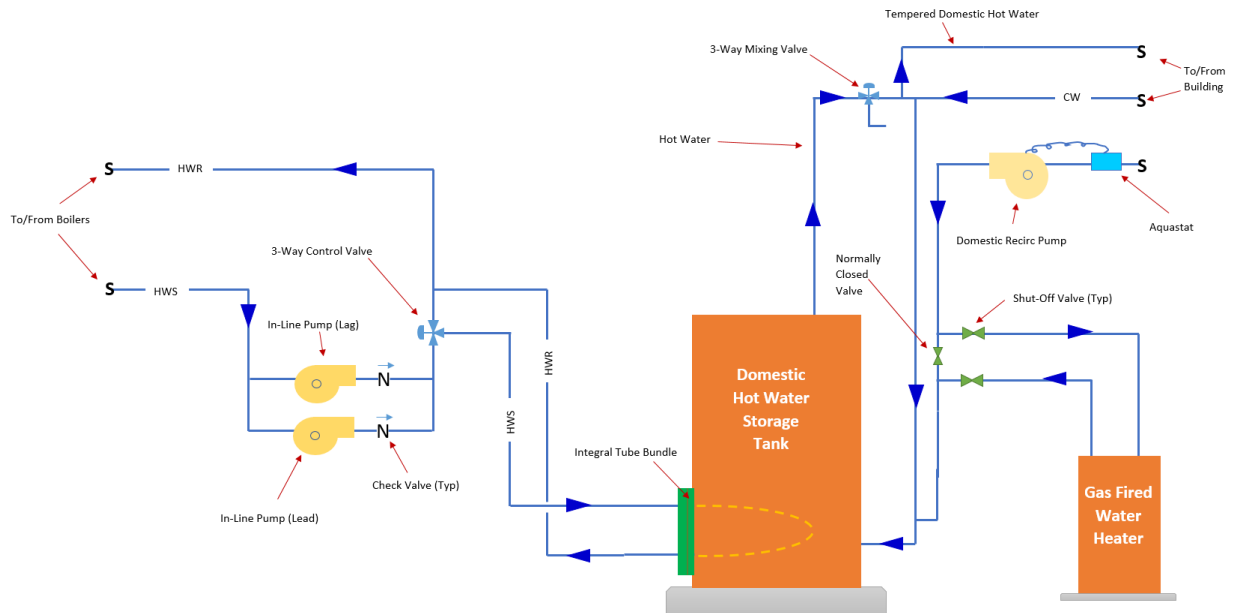 Tempered Domestic Hot Water
3-Way Mixing Valve
S
To/From
Building
CW
S
Hot Water
S
HWR
S
Aquastat
To/From Boilers
Domestic Recirc Pump
3-Way Control Valve
Normally
Closed
Valve
S
HWS
Shut-Off Valve (Typ)
In-Line Pump (Lag)
HWR
N
Domestic
Hot Water
Storage
Tank
HWS
N
Integral Tube Bundle
Check Valve (Typ)
In-Line Pump (Lead)
Gas Fired
Water
Heater